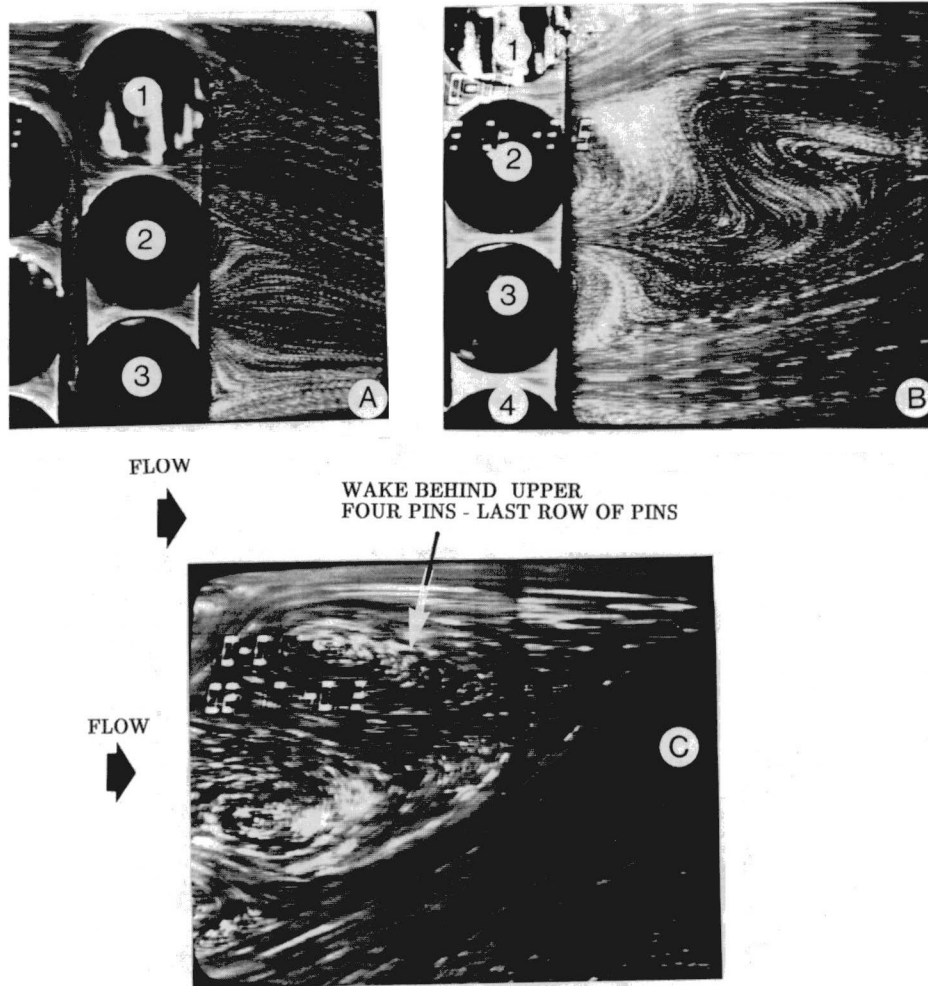 1
2
3
A
1
2
3
4
B
FLOW
WAKE BEHIND UPPER
FOUR PINS - LAST ROW OF PINS
FLOW
C